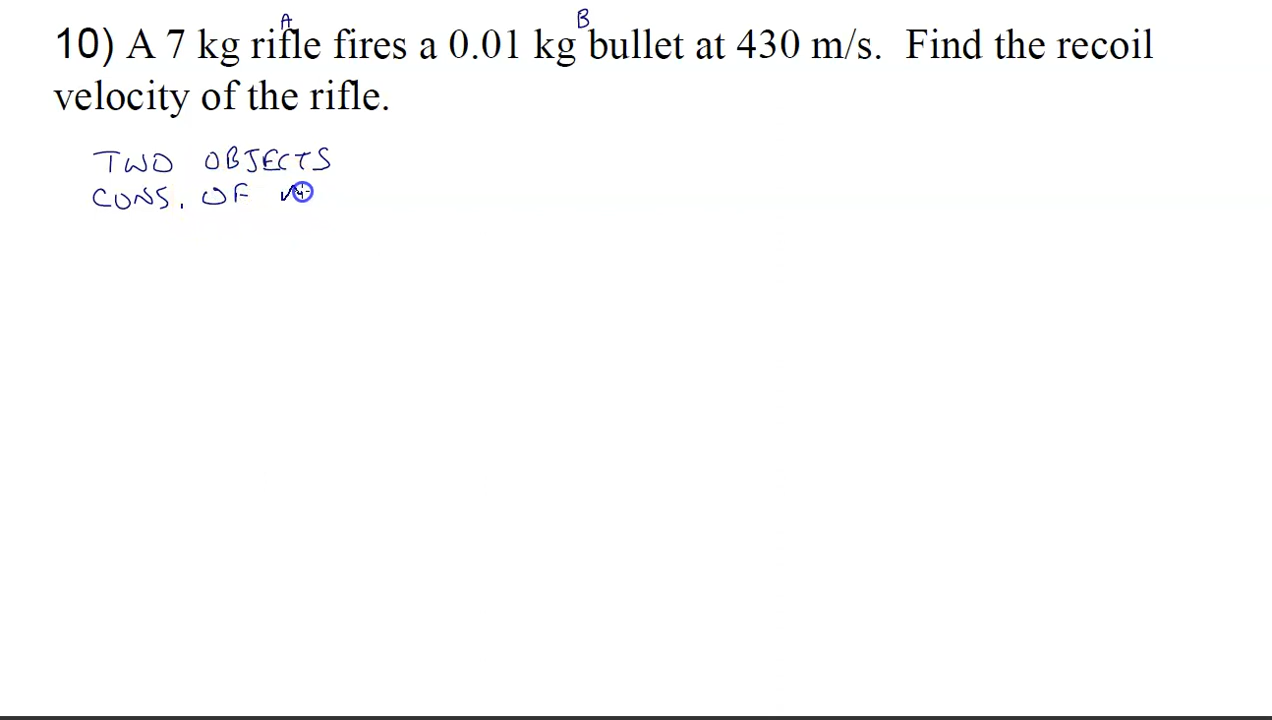 A B
10) A 7 kg rifle fires a 0.01 kg bullet at 430 m/s. Find the recoil
velocity of the rifle.
TWO OBJECTS
CONS. OF